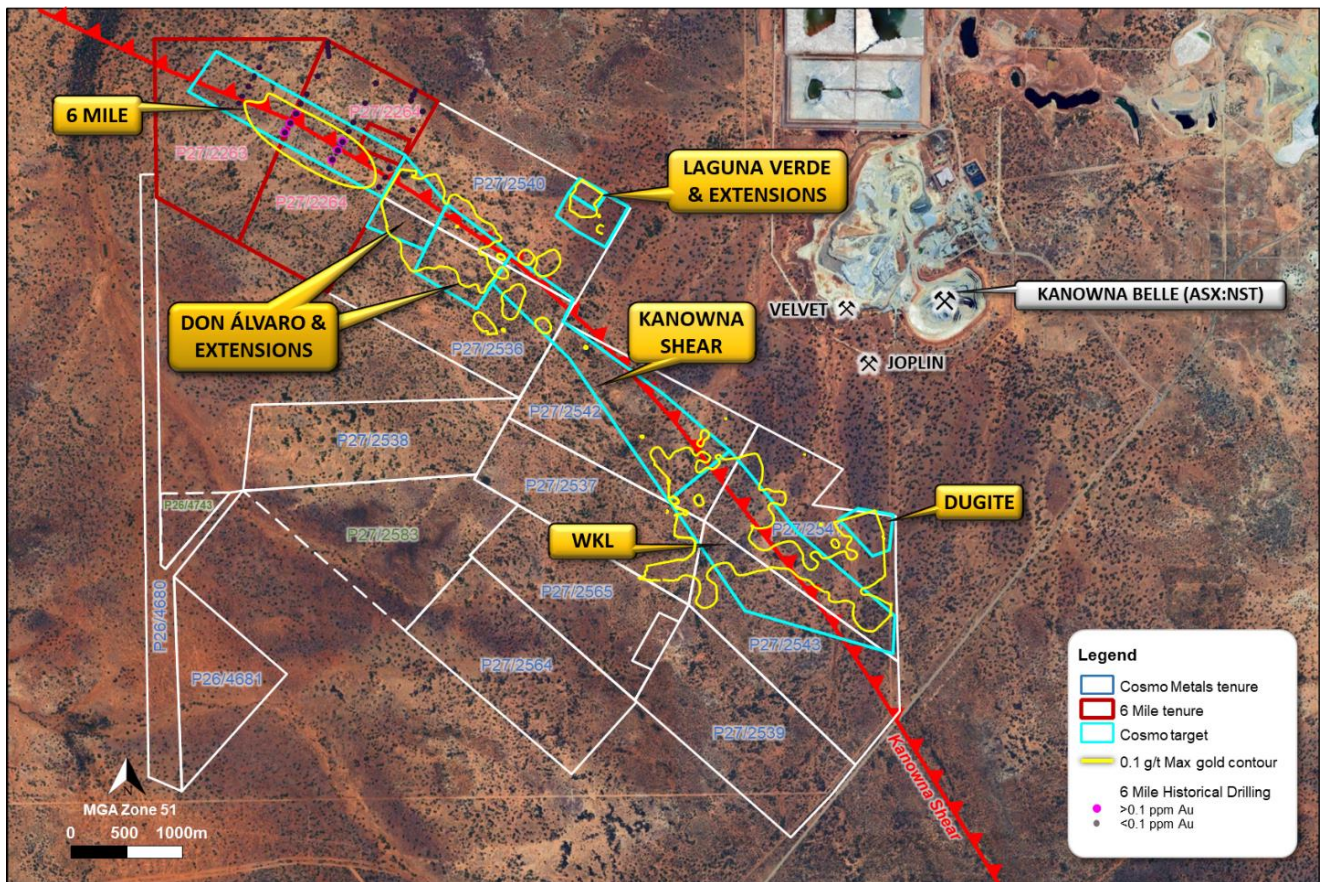 6 MILE
P27/2263
P27/2264
P27/2264
P27/2540
LAGUNA VERDE
& EXTENSIONS
DON ÁLVARO &
EXTENSIONS
P27/2536
KANOWNA
SHEAR
VELVET
KANOWNA BELLE (ASX:NST)
JOPLIN
P27/2542
P27/2538
P27/2537
P26/4743
P27/2583
WKL
P27/254
DUGITE
P26/4680
P26/4681
P27/2565
P27/2564
P27/2543
P27/2539
Kanowna Shear
N
MGA Zone 51
0 500 1000m
Legend
Cosmo Metals tenure
6 Mile tenure
Cosmo target
0.1 g/t Max gold contour
6 Mile Historical Drilling
>0.1 ppm Au
<0.1 ppm Au